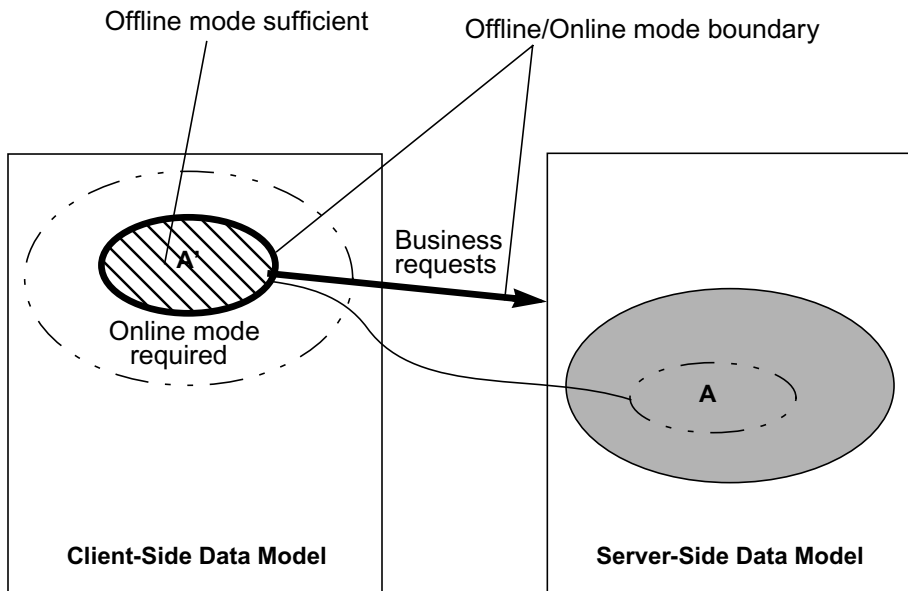 Offline mode sufficient
Offline/Online mode boundary
Business
requests
A'
Online mode
required
A
Client-Side Data Model
Server-Side Data Model